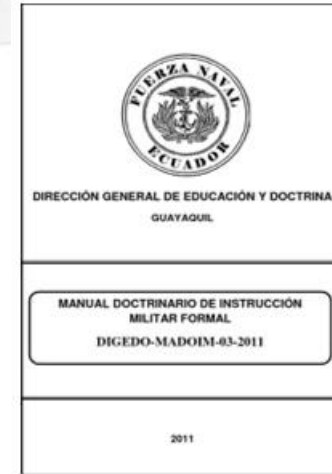 FUERZA NAVAL
ECUADOR
DIRECCIÓN GENERAL DE EDUCACIÓN Y DOCTRINA
GUAYAQUIL
MANUAL DOCTRINARIO DE INSTRUCCIÓN
MILITAR FORMAL
DIGEDO-MADOIM-03-2011
2011